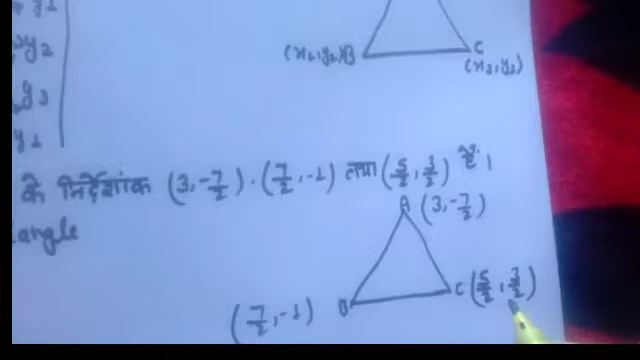 y₂
y₃
(x₂, y₂) B
C
(x₃, y₃)
के निर्देशांक (3, -7/2), (7/2, -1) तथा (5/2, 3/2) है।
angle
A (3, -7/2)
B
C (5/2, 3/2)
(7/2, -1)